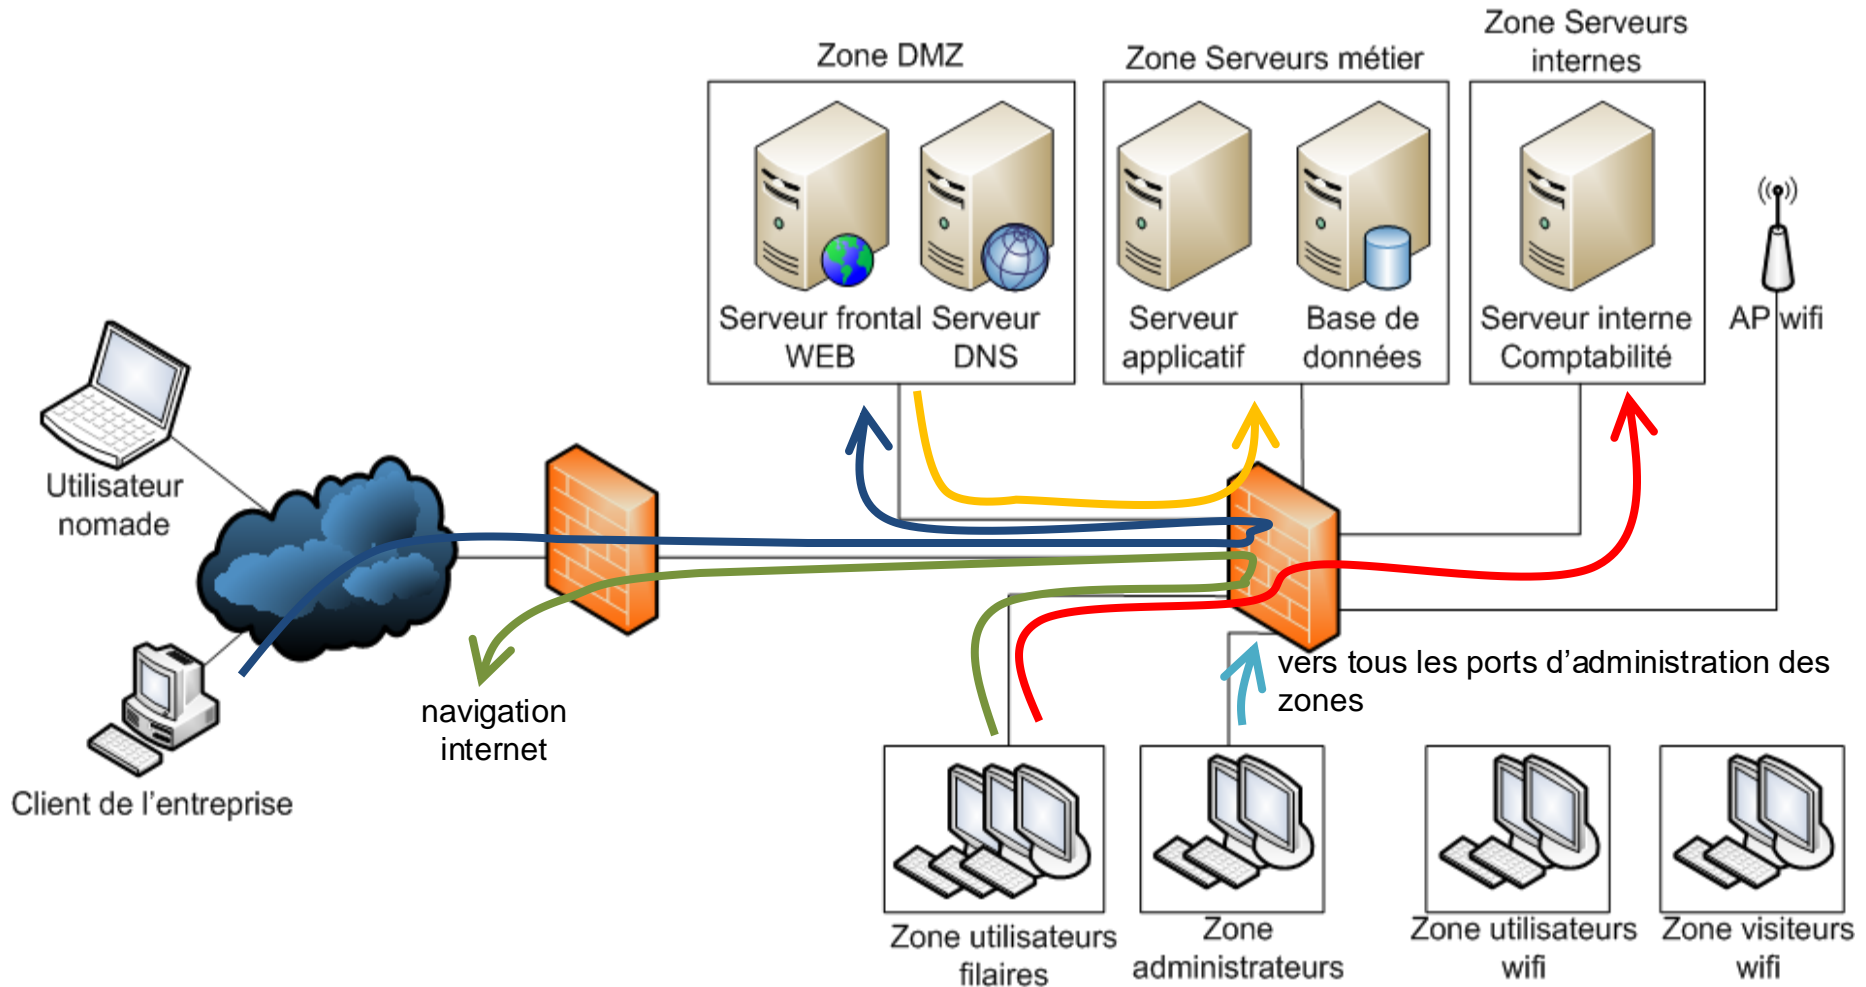 Zone DMZ
Zone Serveurs métier
Zone Serveurs
internes
Serveur frontal
WEB
Serveur
DNS
Serveur
applicatif
Base de
données
Serveur interne
Comptabilité
AP wifi
Utilisateur
nomade
Client de l'entreprise
navigation
internet
vers tous les ports d’administration des
zones
Zone utilisateurs
filaires
Zone
administrateurs
Zone utilisateurs
wifi
Zone visiteurs
wifi